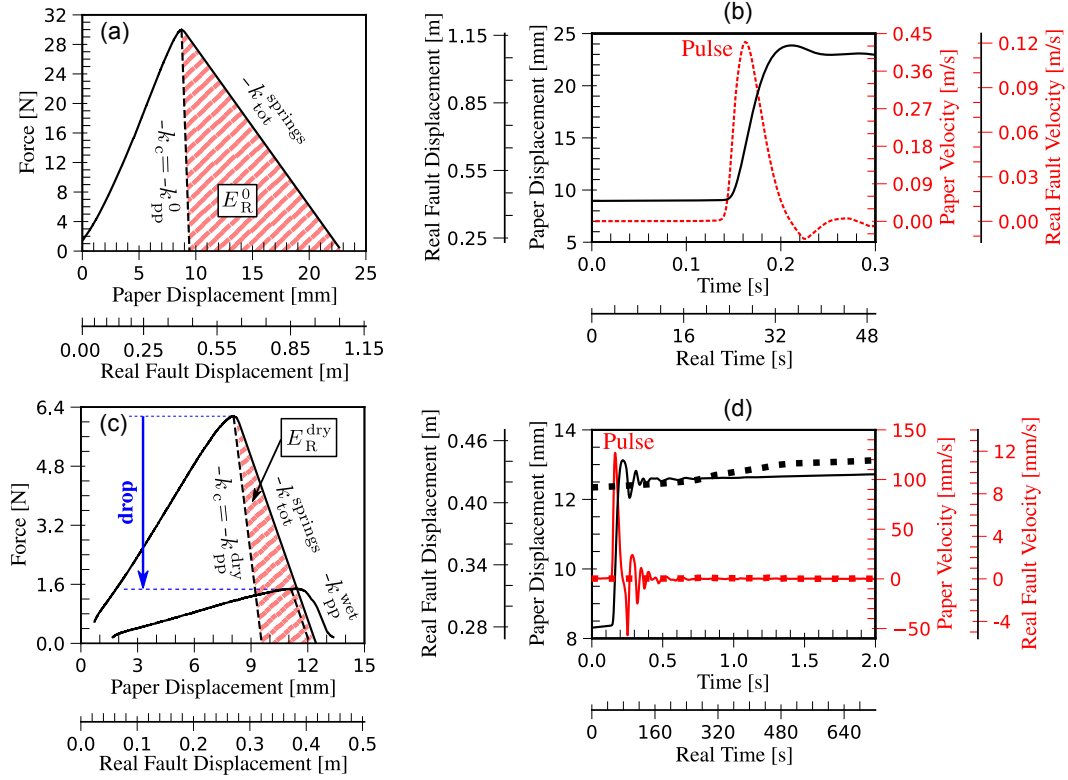 (a)
32
28
24
20
16
12
8
4
0
Force [N]
-k_c=-k_pp^0
E_R^0
-k_tot^springs
0 5 10 15 20 25
Paper Displacement [mm]
0.00 0.25 0.55 0.85 1.15
Real Fault Displacement [m]
(b)
1.15
0.85
0.55
0.25
Real Fault Displacement [m]
25
20
15
10
5
Paper Displacement [mm]
Pulse
0.45
0.36
0.27
0.18
0.09
0.00
Paper Velocity [m/s]
0.12
0.09
0.06
0.03
0.00
Real Fault Velocity [m/s]
0.0 0.1 0.2 0.3
Time [s]
0 16 32 48
Real Time [s]
(c)
6.4
4.8
3.2
1.6
0.0
Force [N]
drop
-k_c=-k_pp^dry
E_R^dry
-k_tot^springs
-k_pp^wet
0 3 6 9 12 15
Paper Displacement [mm]
0.0 0.1 0.2 0.3 0.4 0.5
Real Fault Displacement [m]
(d)
0.46
0.40
0.34
0.28
Real Fault Displacement [m]
14
12
10
8
Paper Displacement [mm]
Pulse
150
100
50
0
−50
Paper Velocity [mm/s]
12
8
4
0
-4
Real Fault Velocity [mm/s]
0.0 0.5 1.0 1.5 2.0
Time [s]
0 160 320 480 640
Real Time [s]